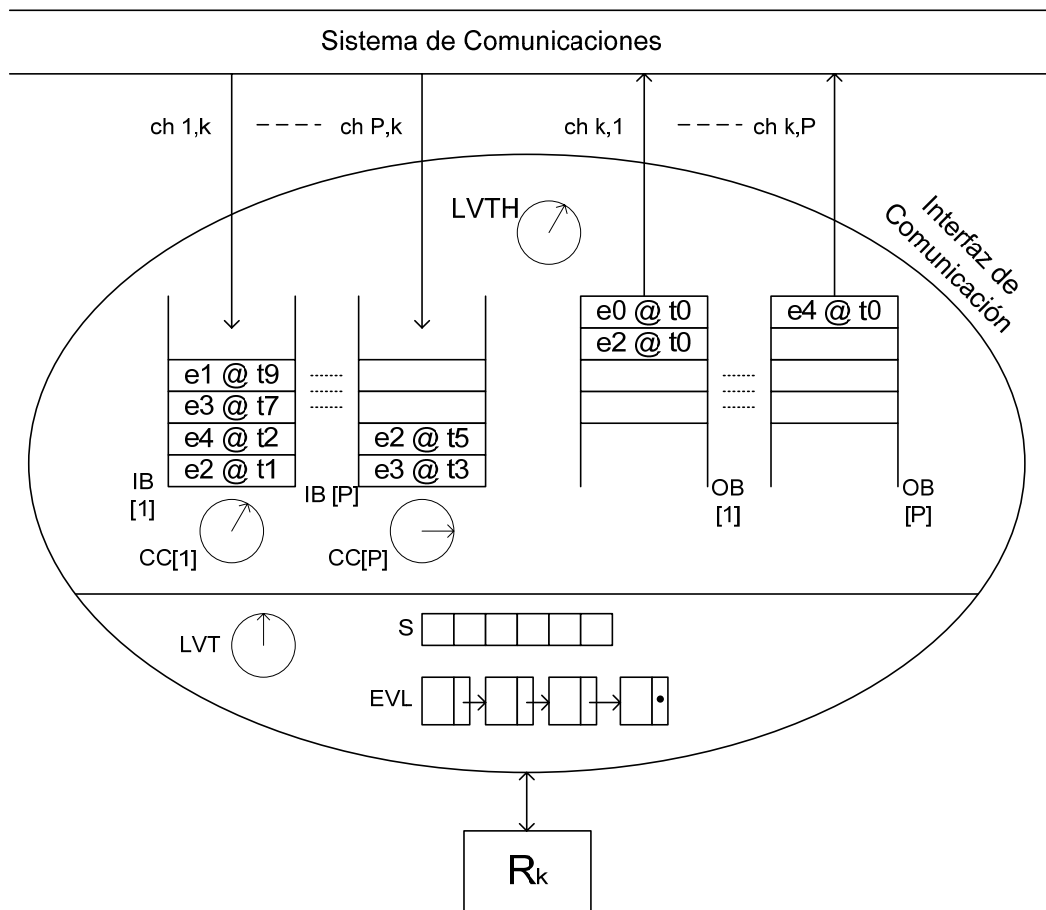 Sistema de Comunicaciones
ch 1,k
ch P,k
ch k,1
ch k,P
LVTH
Interfaz de
Comunicación
e1 @ t9
e3 @ t7
e4 @ t2
e2 @ t1
e2 @ t5
e3 @ t3
e0 @ t0
e2 @ t0
e4 @ t0
IB
[1]
IB [P]
OB
[1]
OB
[P]
CC[1]
CC[P]
LVT
S
EVL
Rk